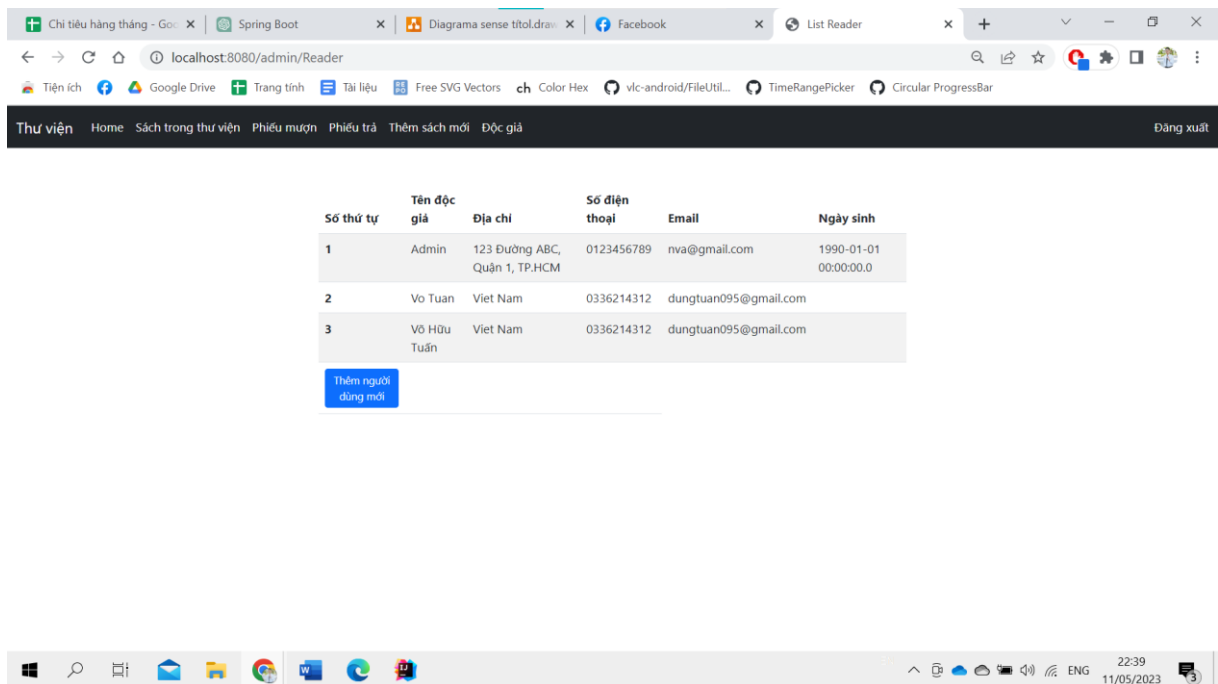 Chi tiêu hàng tháng - Goo
Spring Boot
Diagrama sense títol.draw
Facebook
List Reader
localhost:8080/admin/Reader
Tiện ích
Google Drive
Trang tính
Tài liệu
Free SVG Vectors
ch Color Hex
vlc-android/FileUtil...
TimeRangePicker
Circular ProgressBar
Thư viện Home Sách trong thư viện Phiếu mượn Phiếu trả Thêm sách mới Độc giả Đăng xuất
Số thứ tự Tên độc giả Địa chỉ Số điện thoại Email Ngày sinh
1 Admin 123 Đường ABC, 0123456789 nva@gmail.com 1990-01-01
Quận 1, TP.HCM 00:00:00.0
2 Vo Tuan Viet Nam 0336214312 dungtuan095@gmail.com
3 Võ Hữu Viet Nam 0336214312 dungtuan095@gmail.com
Tuấn
Thêm người
dùng mới
ENG
22:39
11/05/2023
3